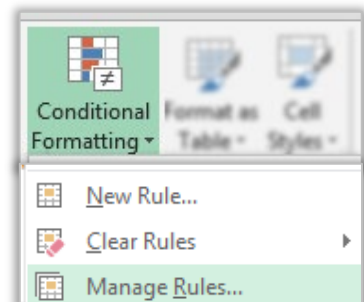 Conditional Format as Cell
Formatting Table Styles
New Rule...
Clear Rules
Manage Rules...